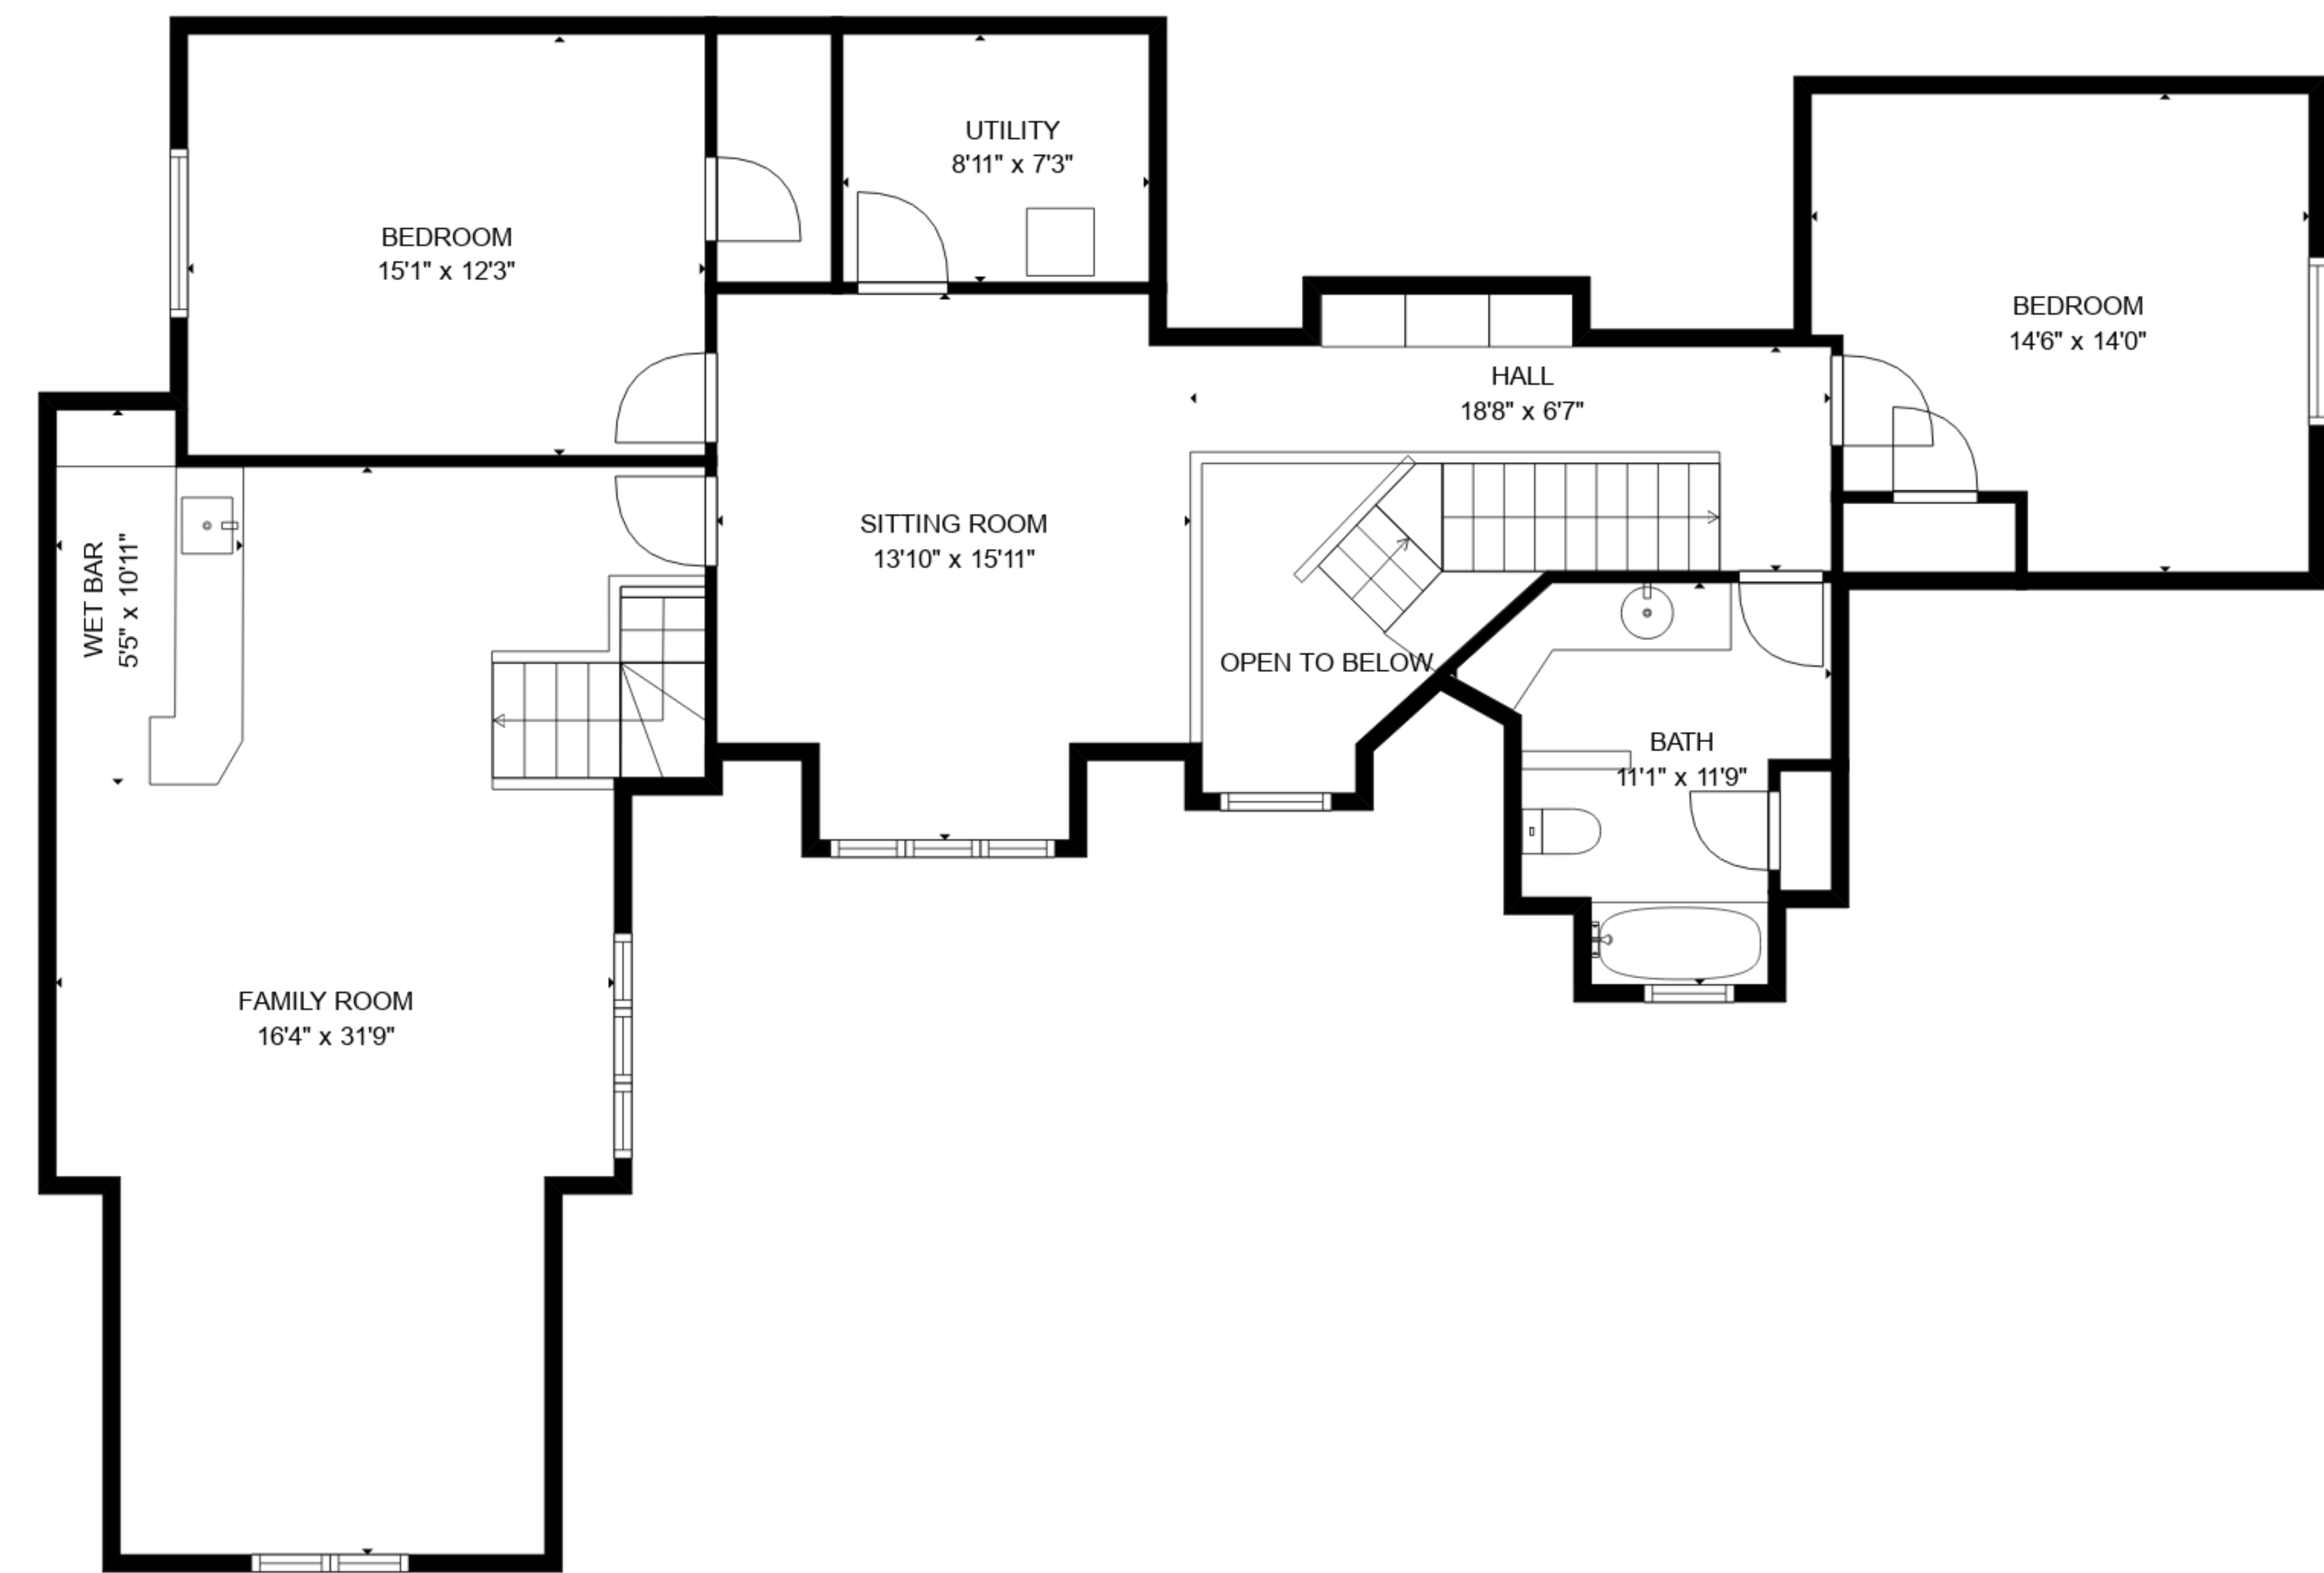 UTILITY
8'11" x 7'3"
BEDROOM
15'1" x 12'3"
BEDROOM
14'6" x 14'0"
HALL
18'8" x 6'7"
SITTING ROOM
13'10" x 15'11"
WET BAR
5'5" x 10'11"
OPEN TO BELOW
BATH
11'1" x 11'9"
FAMILY ROOM
16'4" x 31'9"